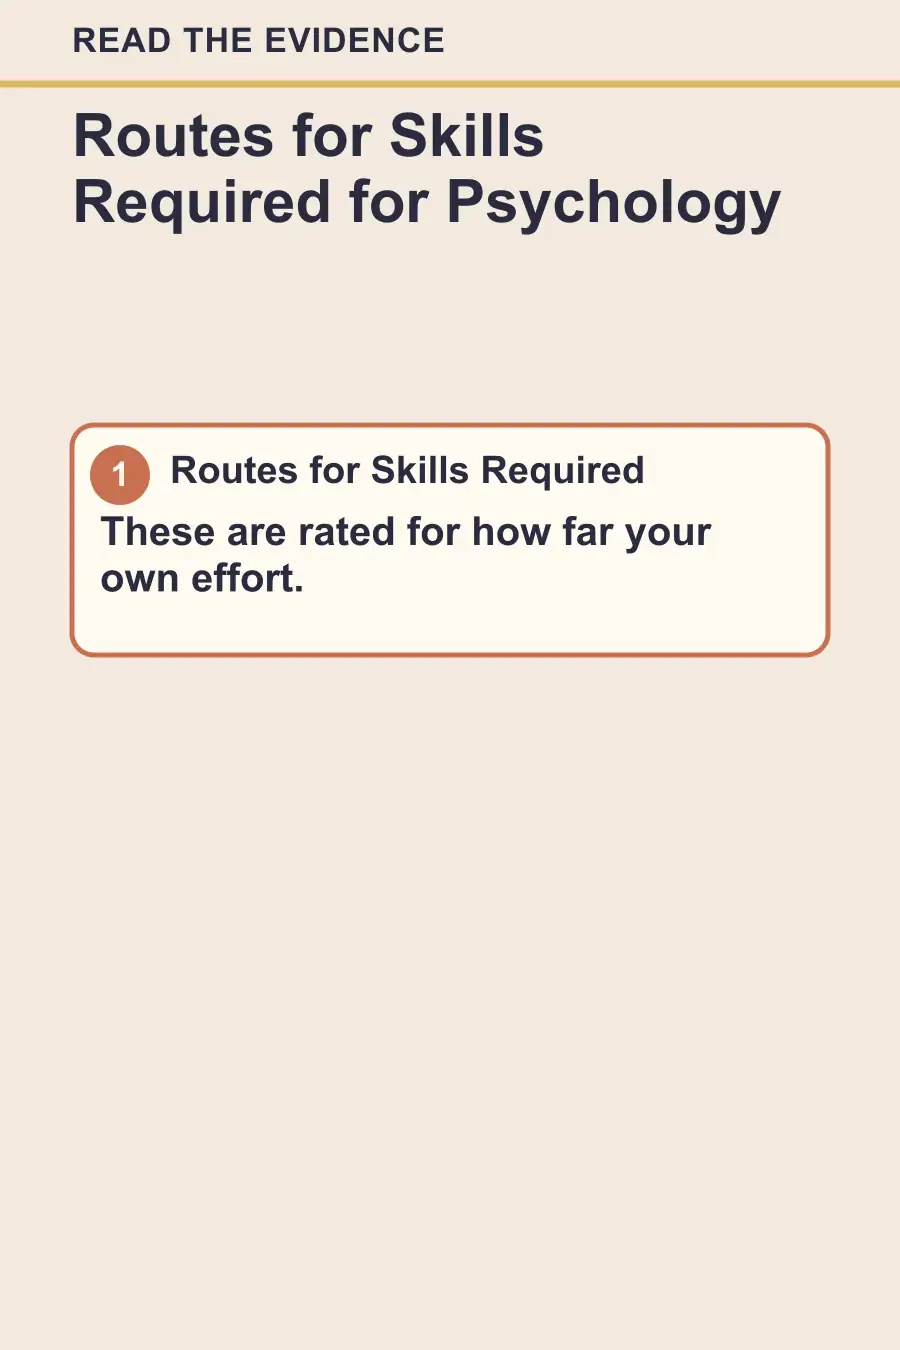 READ THE EVIDENCE
Routes for Skills
Required for Psychology
1 Routes for Skills Required
These are rated for how far your
own effort.